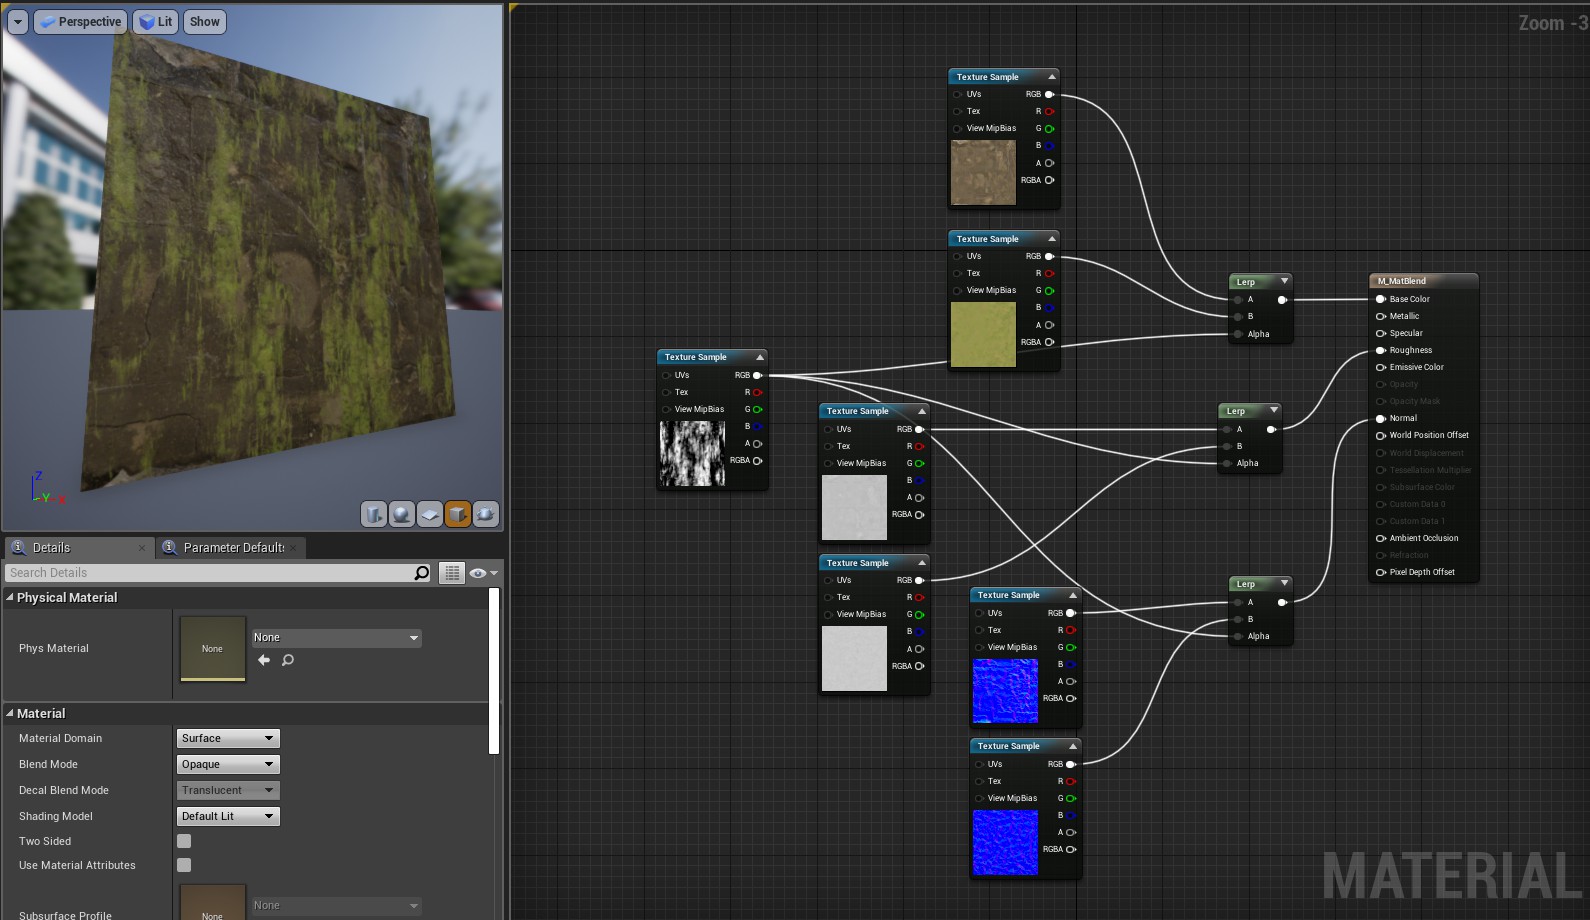 Perspective
Lit
Show
Z
Y
X
Details
Parameter Defaults
Search Details
Physical Material
Phys Material
None
None
Material
Material Domain
Surface
Blend Mode
Opaque
Decal Blend Mode
Translucent
Shading Model
Default Lit
Two Sided
Use Material Attributes
Subsurface Profile
None
None
Zoom -3
Texture Sample
UVs RGB
Tex R
View MipBias G
B
A
RGBA
Texture Sample
UVs RGB
Tex R
View MipBias G
B
A
RGBA
Texture Sample
UVs RGB
Tex R
View MipBias G
B
A
RGBA
Texture Sample
UVs RGB
Tex R
View MipBias G
B
A
RGBA
Texture Sample
UVs RGB
Tex R
View MipBias G
B
A
RGBA
Texture Sample
UVs RGB
Tex R
View MipBias G
B
A
RGBA
Texture Sample
UVs RGB
Tex R
View MipBias G
B
A
RGBA
Lerp
A
B
Alpha
Lerp
A
B
Alpha
Lerp
A
B
Alpha
M_MatBlend
Base Color
Metallic
Specular
Roughness
Emissive Color
Opacity
Opacity Mask
Normal
World Position Offset
World Displacement
Tessellation Multiplier
Subsurface Color
Custom Data 0
Custom Data 1
Ambient Occlusion
Refraction
Pixel Depth Offset
MATERIAL